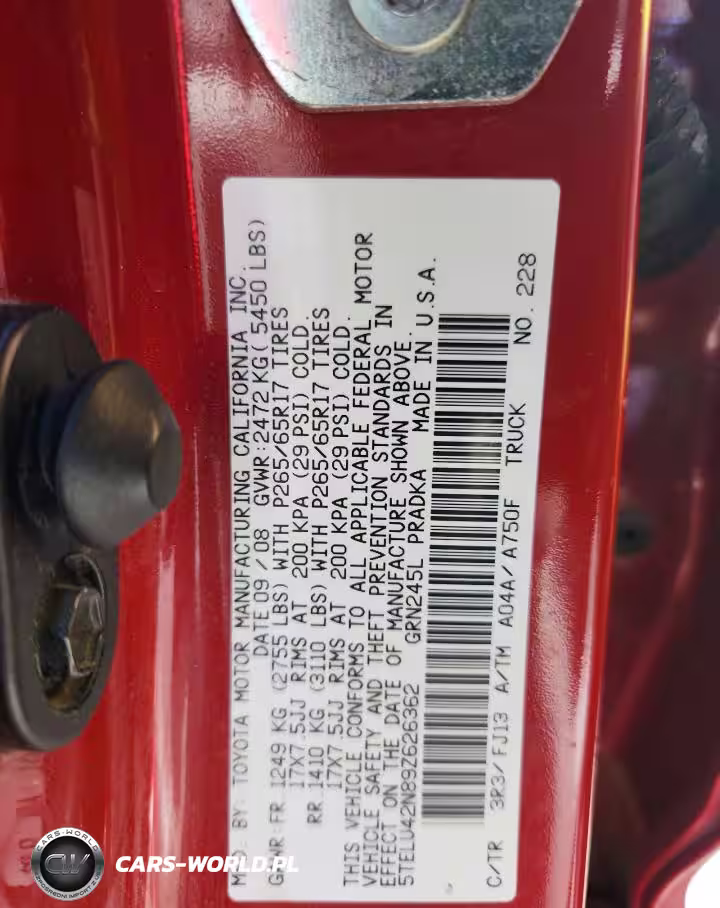 MFD. BY: TOYOTA MOTOR MANUFACTURING CALIFORNIA INC.
DATE 09 / 08 GVWR: 2472 KG( 5450 LBS)
GAWR: FR 1249 KG (2755 LBS) WITH P265/65R17 TIRES
17X7.5JJ RIMS AT 200 KPA (29 PSI) COLD.
RR 1410 KG (3110 LBS) WITH P265/65R17 TIRES
17X7.5JJ RIMS AT 200 KPA (29 PSI) COLD.
THIS VEHICLE CONFORMS TO ALL APPLICABLE FEDERAL MOTOR
VEHICLE SAFETY AND THEFT PREVENTION STANDARDS IN
EFFECT ON THE DATE OF MANUFACTURE SHOWN ABOVE.
5TELU42N89Z626362 GRN245L PRADKA MADE IN U.S.A.
C/TR 3R3/ FJ13 A/TM A04A/ A750F TRUCK NO. 228
CARS-WORLD
CW
CARS-WORLD.PL